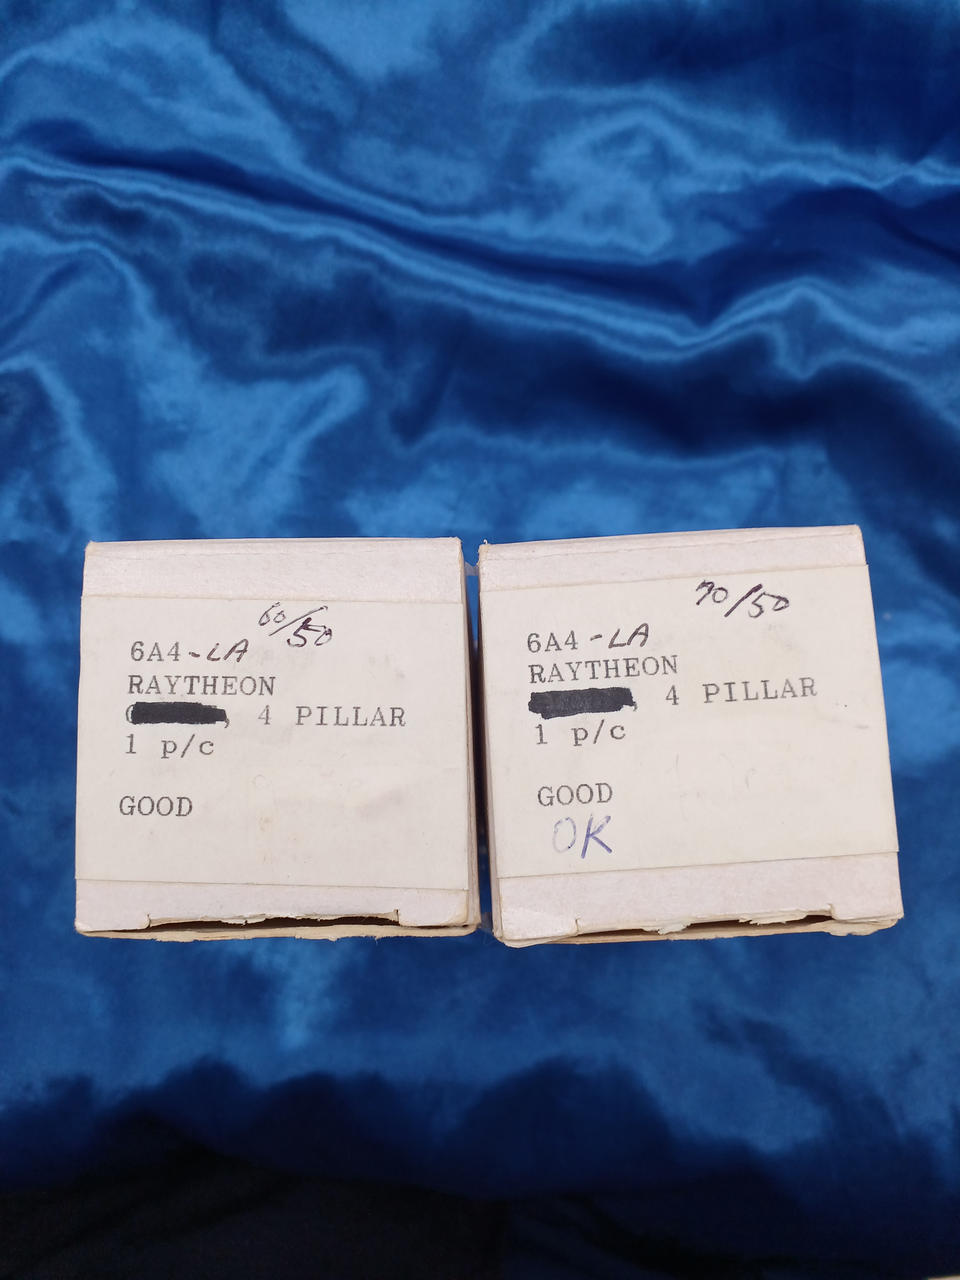 60/50
6A4-LA
RAYTHEON
, 4 PILLAR
1 p/c
GOOD
70/50
6A4-LA
RAYTHEON
, 4 PILLAR
1 p/c
GOOD
OK